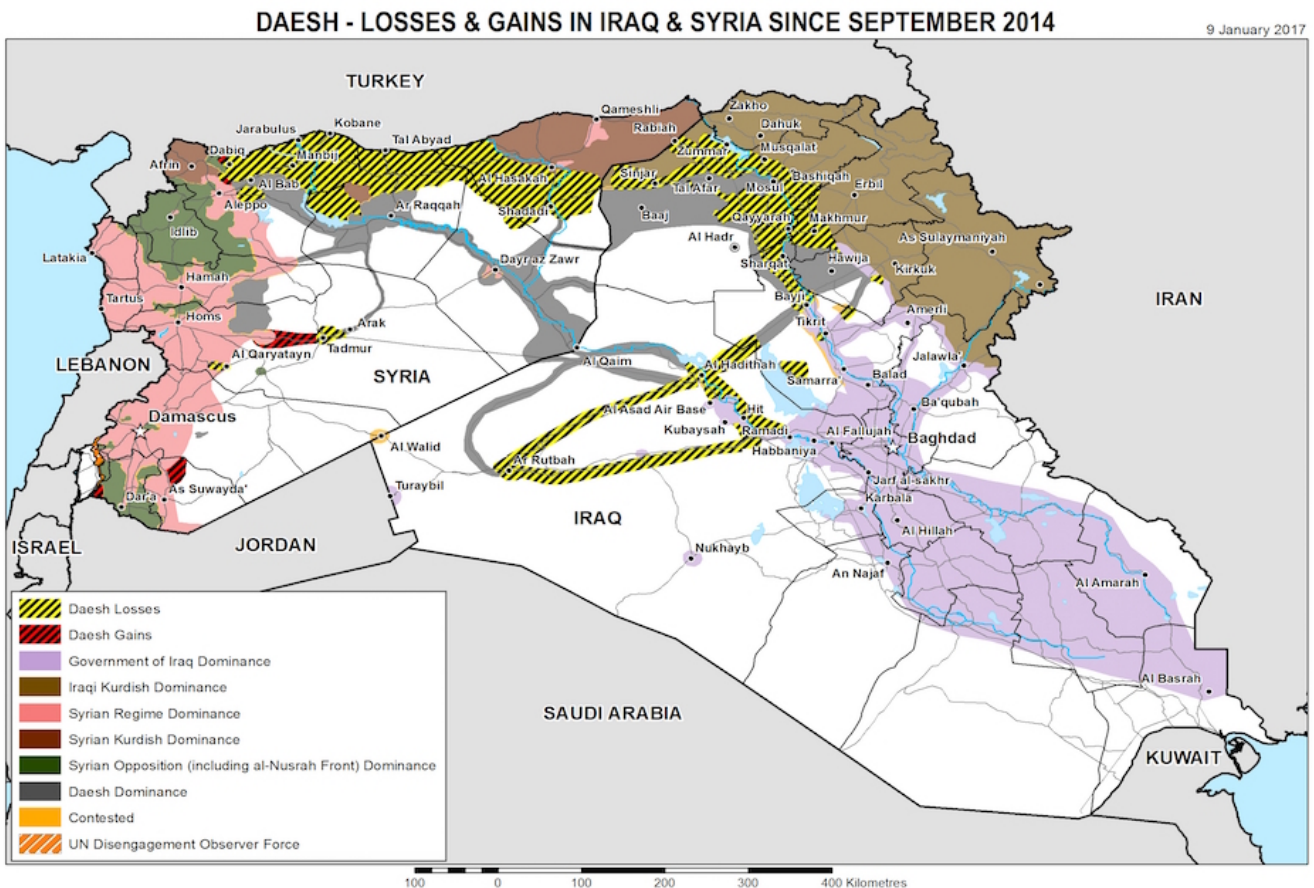 DAESH - LOSSES & GAINS IN IRAQ & SYRIA SINCE SEPTEMBER 2014
9 January 2017
TURKEY
Qameshli
Zakho
Kobane
Jarabulus
Rabiah
Dahuk
Tal Abyad
Dabiq
Manbij
Zummar
Musqalat
Afrin
Al Bab
Al Hasakah
Sinjar
Bashiqah
Tal Afar
Mosul
Erbil
Aleppo
Ar Raqqah
Shadadi
Baaj
Qayyarah
Makhmur
Idlib
Al Hadr
As Sulaymaniyah
Latakia
Dayr az Zawr
Sharqat
Hawija
Kirkuk
Hamah
Tartus
Bayji
IRAN
Homs
Arak
Tikrit
Amerli
Al Qaryatayn
Tadmur
LEBANON
Al Qaim
Al Hadithah
Jalawla'
SYRIA
Samarra'
Balad
Damascus
Al Asad Air Base
Hit
Ba'qubah
Kubaysah
Ramadi
Al Fallujah
Baghdad
Al Walid
Habbaniya
Ar Rutbah
Jarf al-sakhr
As Suwayda'
Dar'a
Turaybil
Karbala
IRAQ
Al Hillah
ISRAEL
JORDAN
Nukhayb
An Najaf
Al Amarah
Al Basrah
SAUDI ARABIA
KUWAIT
Daesh Losses
Daesh Gains
Government of Iraq Dominance
Iraqi Kurdish Dominance
Syrian Regime Dominance
Syrian Kurdish Dominance
Syrian Opposition (including al-Nusrah Front) Dominance
Daesh Dominance
Contested
UN Disengagement Observer Force
100 0 100 200 300 400 Kilometres